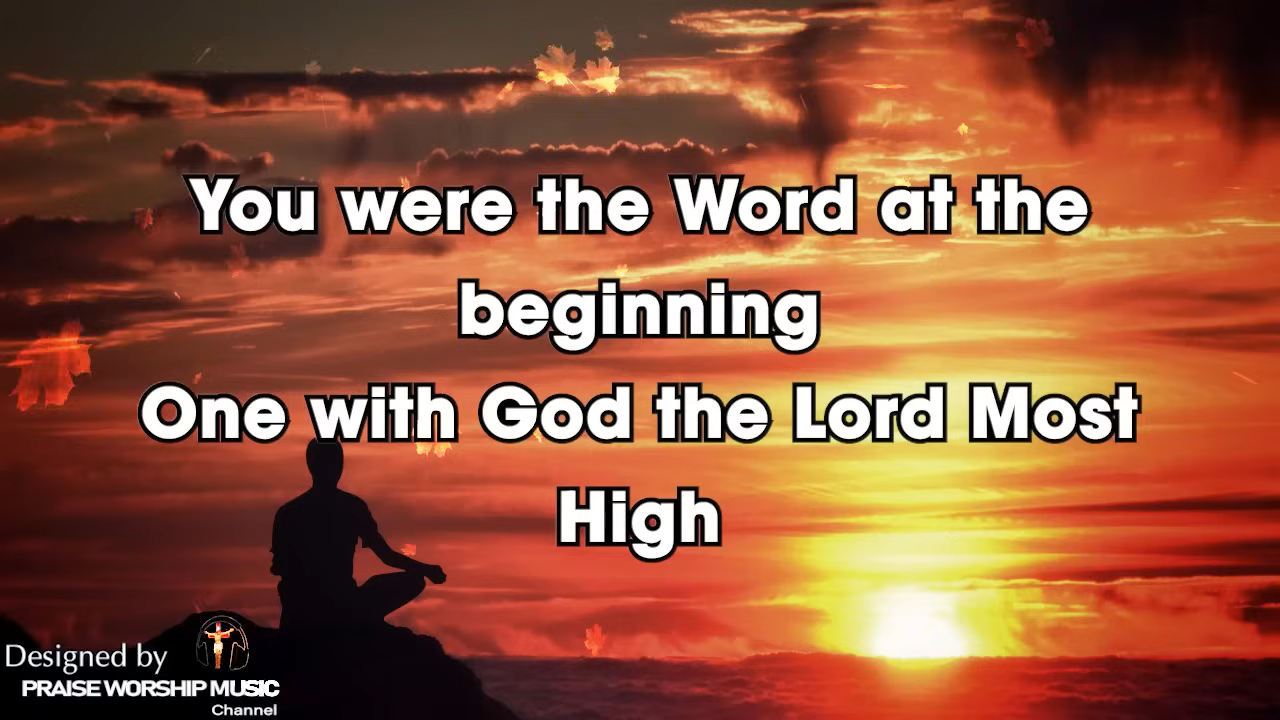 You were the Word at the
beginning
One with God the Lord Most
High
Designed by
PRAISE WORSHIP MUSIC
Channel